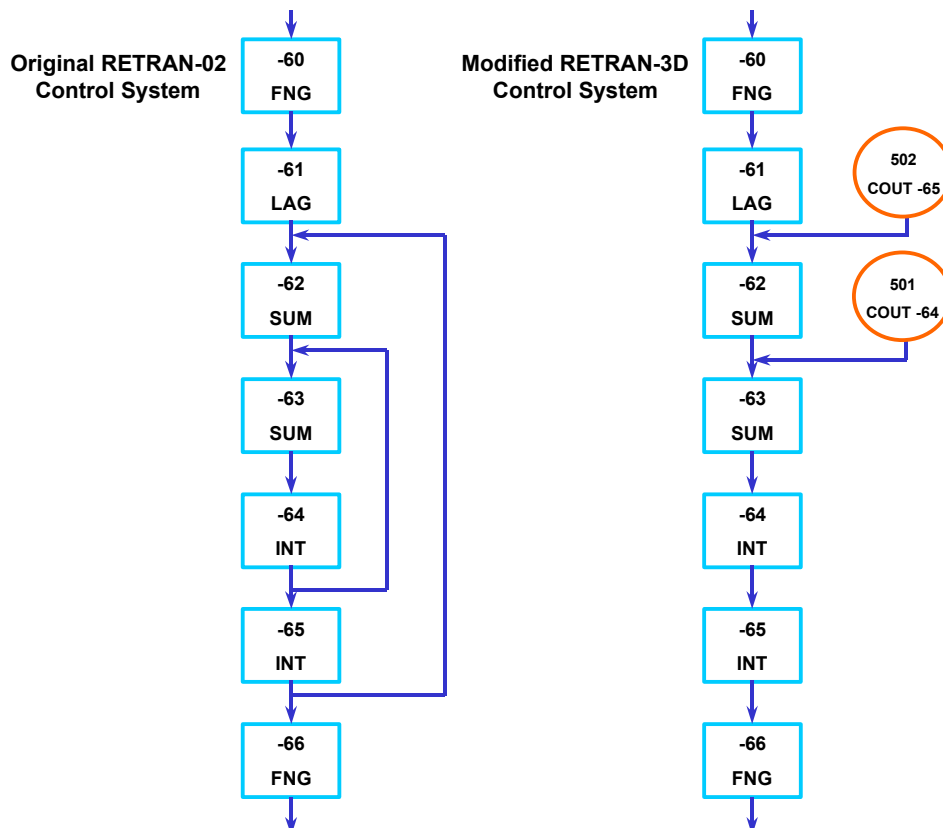 Original RETRAN-02
Control System
-60
FNG
-61
LAG
-62
SUM
-63
SUM
-64
INT
-65
INT
-66
FNG
Modified RETRAN-3D
Control System
-60
FNG
-61
LAG
502
COUT -65
-62
SUM
501
COUT -64
-63
SUM
-64
INT
-65
INT
-66
FNG